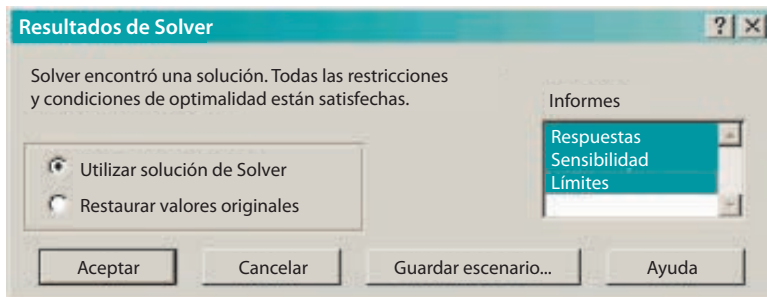 Resultados de Solver
? ×
Solver encontró una solución. Todas las restricciones
y condiciones de optimalidad están satisfechas.
Informes
Respuestas
Sensibilidad
Límites
Utilizar solución de Solver
Restaurar valores originales
Aceptar
Cancelar
Guardar escenario...
Ayuda